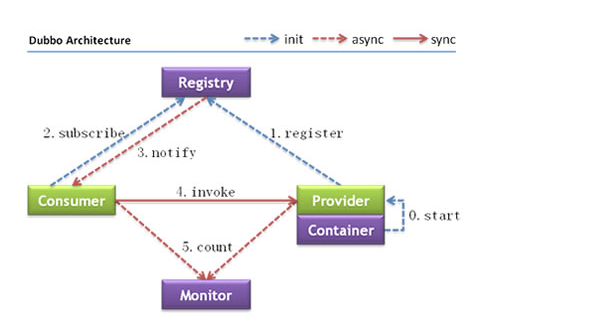 Dubbo Architecture
init
async
sync
Registry
2. subscribe
1. register
3. notify
4. invoke
Consumer
Provider
0. start
Container
5. count
Monitor